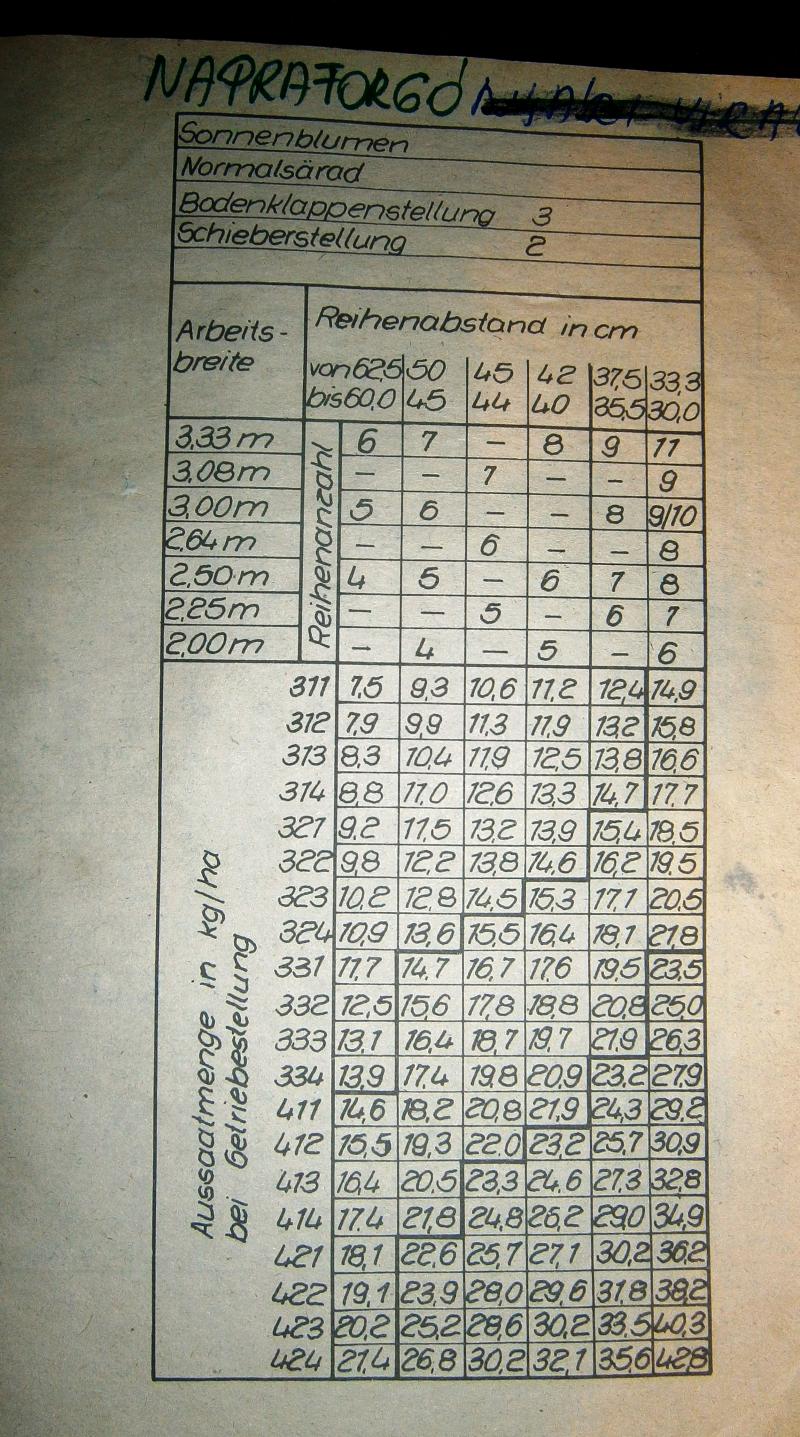 NAPRAFORGÓ
Sonnenblumen
Normalsärad
Bodenklappenstellung 3
Schieberstellung 2
Arbeits-
breite
Reihenabstand in cm
von 62,5 50 45 42 37,5 33,3
bis 60,0 45 44 40 35,5 30,0
Reihenanzahl
3,33 m 6 7 – 8 9 11
3,08 m – – 7 – – 9
3,00 m 5 6 – – 8 9/10
2,64 m – – 6 – – 8
2,50 m 4 5 – 6 7 8
2,25 m – – 5 – 6 7
2,00 m – 4 – 5 – 6
Aussaatmenge in kg/ha
bei Getriebestellung
311 7,5 9,3 10,6 11,2 12,4 14,9
312 7,9 9,9 11,3 11,9 13,2 15,8
313 8,3 10,4 11,9 12,5 13,8 16,6
314 8,8 11,0 12,6 13,3 14,7 17,7
321 9,2 11,5 13,2 13,9 15,4 18,5
322 9,8 12,2 13,8 14,6 16,2 19,5
323 10,2 12,8 14,5 15,3 17,1 20,5
324 10,9 13,6 15,5 16,4 18,1 21,8
331 11,7 14,7 16,7 17,6 19,5 23,5
332 12,5 15,6 17,8 18,8 20,8 25,0
333 13,1 16,4 18,7 19,7 21,9 26,3
334 13,9 17,4 19,8 20,9 23,2 27,9
411 14,6 18,2 20,8 21,9 24,3 29,2
412 15,5 19,3 22,0 23,2 25,7 30,9
413 16,4 20,5 23,3 24,6 27,3 32,8
414 17,4 21,8 24,8 26,2 29,0 34,9
421 18,1 22,6 25,7 27,1 30,2 36,2
422 19,1 23,9 28,0 29,6 31,8 38,2
423 20,2 25,2 28,6 30,2 33,5 40,3
424 21,4 26,8 30,2 32,1 35,6 42,8